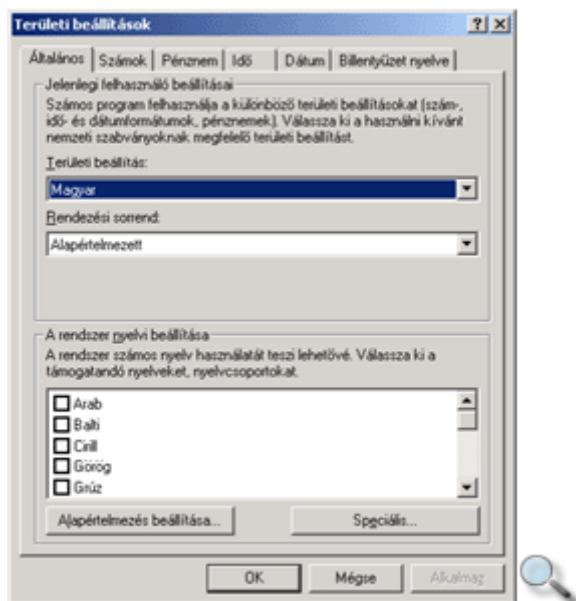 Területi beállítások
Általános Számok Pénznem Idő Dátum Billentyűzet nyelve
Jelenlegi felhasználó beállításai
Számos program felhasználja a különböző területi beállításokat (szám-,
idő- és dátumformátumok, pénznemek). Válassza ki a használni kívánt
nemzeti szabványoknak megfelelő területi beállítást.
Területi beállítás:
Magyar
Rendezési sorrend:
Alapértelmezett
A rendszer nyelvi beállítása
A rendszer számos nyelv használatát teszi lehetővé. Válassza ki a
támogatandó nyelveket, nyelvcsoportokat.
Arab
Balti
Cirill
Görög
Grúz
Alapértelmezés beállítása... Speciális...
OK Mégse Alkalmaz